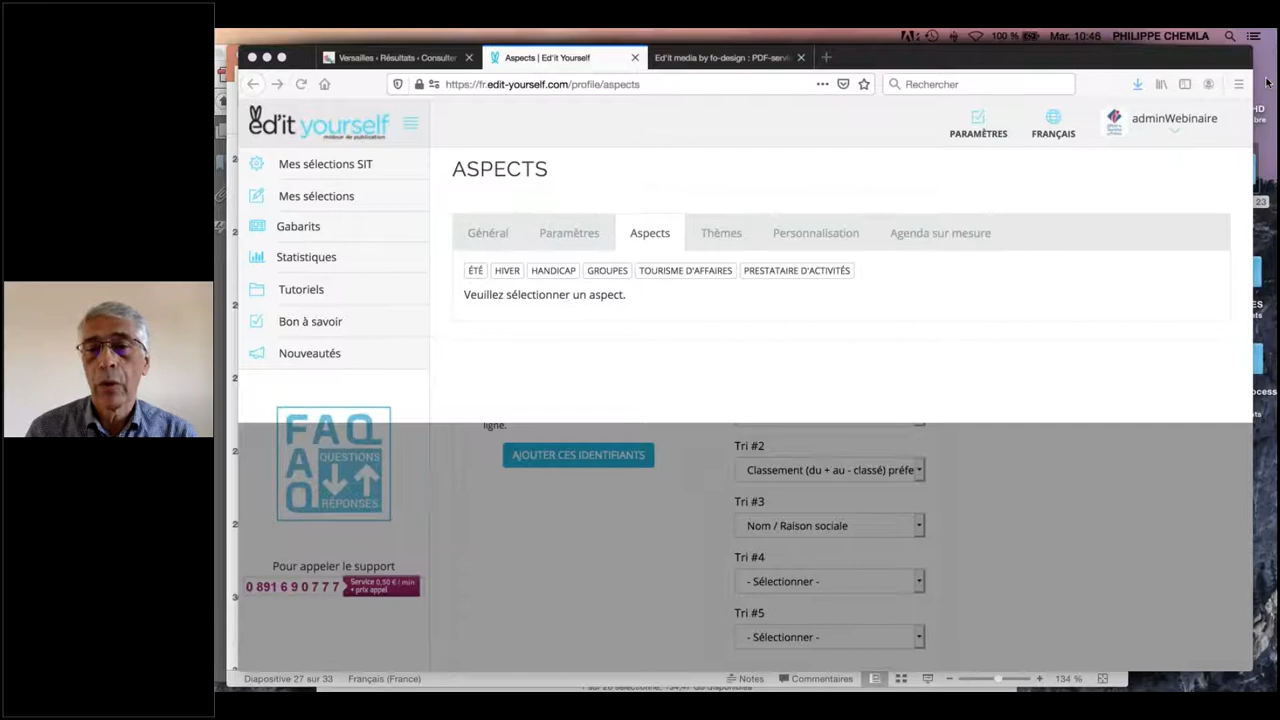 100 % Mar. 10:46 PHILIPPE CHEMLA
Versailles ‹ Résultats ‹ Consulter
Aspects | Ed'it Yourself
Ed'it media by fo-design : PDF-servi
https://fr.edit-yourself.com/profile/aspects
Rechercher
ed'it yourself
moteur de publication
PARAMÈTRES
FRANÇAIS
adminWebinaire
Mes sélections SIT
Mes sélections
Gabarits
Statistiques
Tutoriels
Bon à savoir
Nouveautés
ASPECTS
Général
Paramètres
Aspects
Thèmes
Personnalisation
Agenda sur mesure
ÉTÉ
HIVER
HANDICAP
GROUPES
TOURISME D'AFFAIRES
PRESTATAIRE D'ACTIVITÉS
Veuillez sélectionner un aspect.
FAQ
QUESTIONS
RÉPONSES
Pour appeler le support
0 891 690 777
Service 0,50 € / min
+ prix appel
ligne.
AJOUTER CES IDENTIFIANTS
Tri #2
Classement (du + au - classé) préfe
Tri #3
Nom / Raison sociale
Tri #4
- Sélectionner -
Tri #5
- Sélectionner -
HD
23
Diapositive 27 sur 33
Français (France)
Notes
Commentaires
134 %